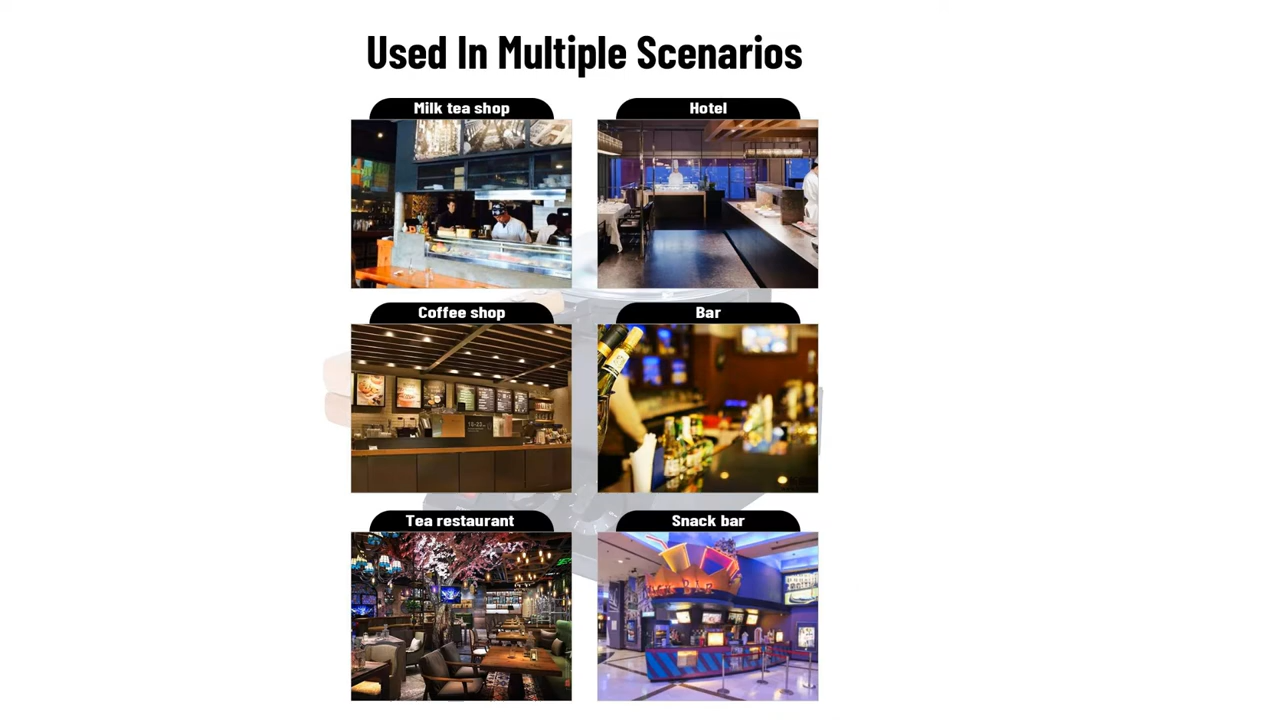 Used In Multiple Scenarios
Milk tea shop
Hotel
Coffee shop
Bar
Tea restaurant
Snack bar